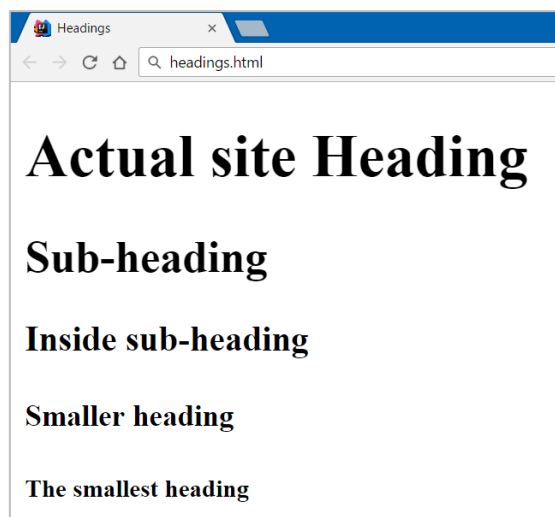 Headings
headings.html
Actual site Heading
Sub-heading
Inside sub-heading
Smaller heading
The smallest heading